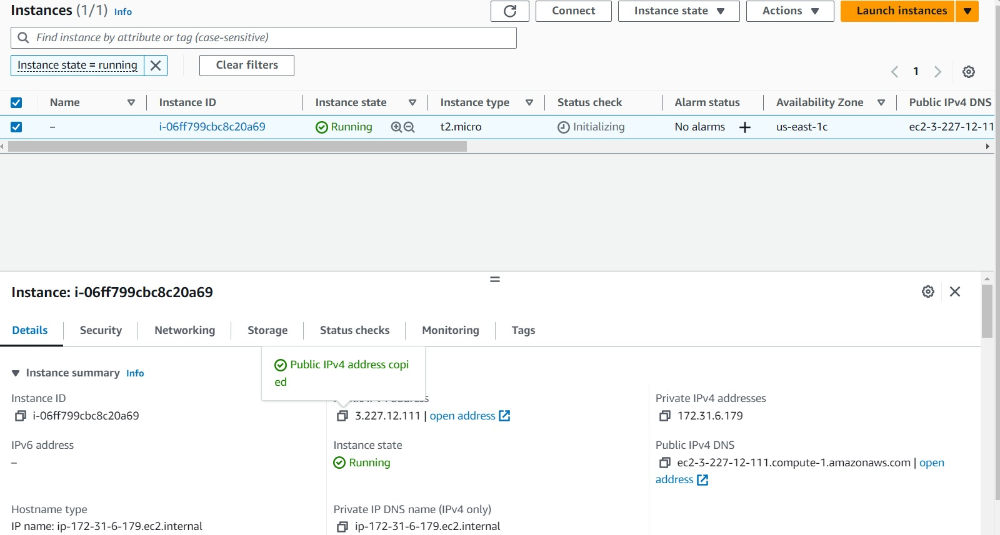 Instances (1/1) Info
Connect
Instance state
Actions
Launch instances
Find instance by attribute or tag (case-sensitive)
Instance state = running
Clear filters
1
Name Instance ID Instance state Instance type Status check Alarm status Availability Zone Public IPv4 DNS
– i-06ff799cbc8c20a69 Running t2.micro Initializing No alarms us-east-1c ec2-3-227-12-11
Instance: i-06ff799cbc8c20a69
Details Security Networking Storage Status checks Monitoring Tags
Public IPv4 address copi
ed
Instance summary Info
Instance ID
i-06ff799cbc8c20a69
3.227.12.111 | open address
Private IPv4 addresses
172.31.6.179
IPv6 address
–
Instance state
Running
Public IPv4 DNS
ec2-3-227-12-111.compute-1.amazonaws.com | open
address
Hostname type
IP name: ip-172-31-6-179.ec2.internal
Private IP DNS name (IPv4 only)
ip-172-31-6-179.ec2.internal